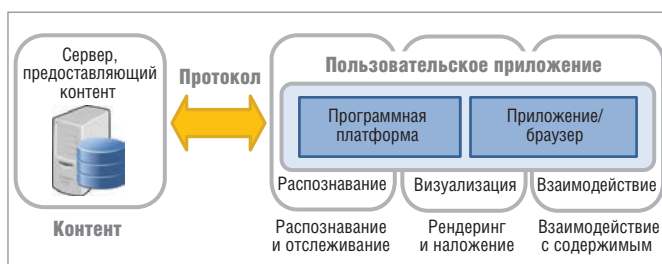 Сервер,
предоставляющий
контент
Контент
Протокол
Пользовательское приложение
Программная
платформа
Приложение/
браузер
Распознавание
Визуализация
Взаимодействие
Распознавание
и отслеживание
Рендеринг
и наложение
Взаимодействие
с содержимым